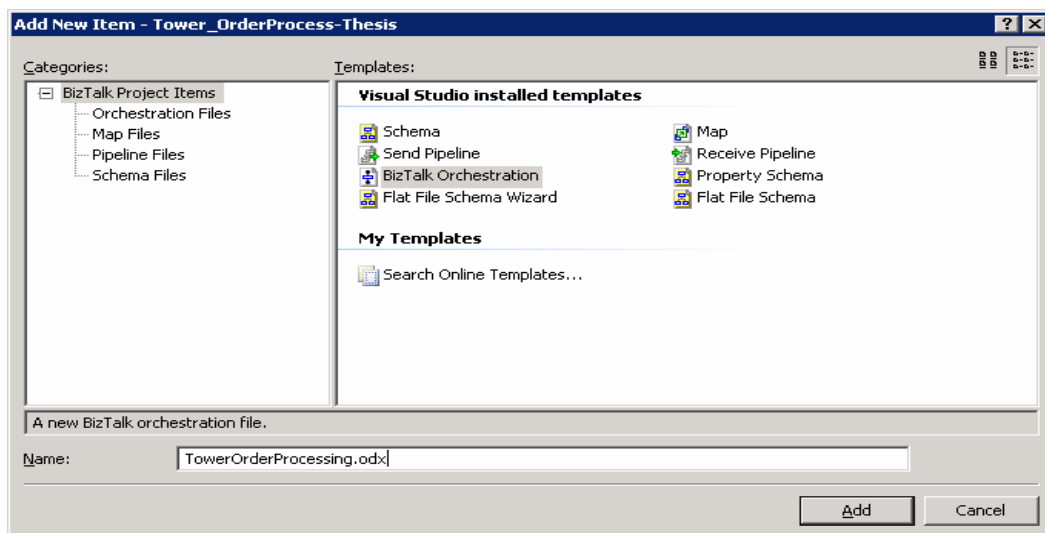 Add New Item - Tower_OrderProcess-Thesis
Categories:
Templates:
BizTalk Project Items
Orchestration Files
Map Files
Pipeline Files
Schema Files
Visual Studio installed templates
Schema
Map
Send Pipeline
Receive Pipeline
BizTalk Orchestration
Property Schema
Flat File Schema Wizard
Flat File Schema
My Templates
Search Online Templates...
A new BizTalk orchestration file.
Name:
TowerOrderProcessing.odx
Add
Cancel